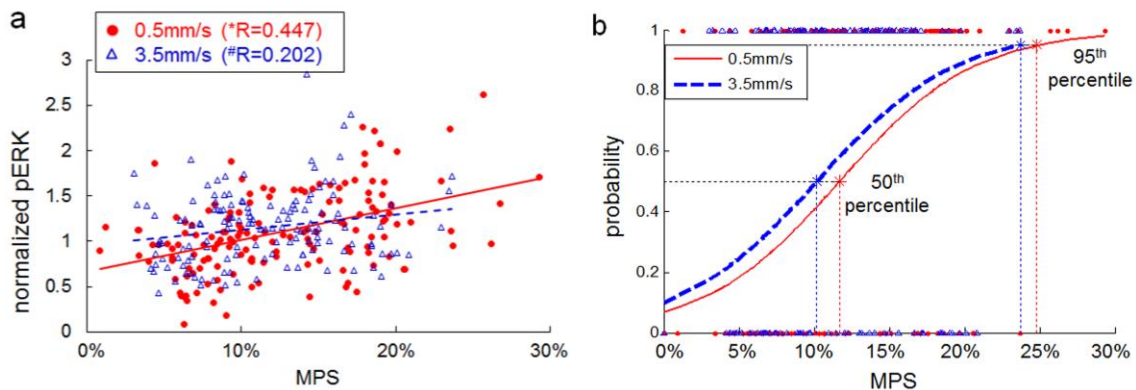 a
● 0.5mm/s (*R=0.447)
△ 3.5mm/s (#R=0.202)
normalized pERK
3
2.5
2
1.5
1
0.5
0
0% 10% 20% 30%
MPS
b
probability
1
0.8
0.6
0.4
0.2
0
0.5mm/s
3.5mm/s
95th
percentile
50th
percentile
0% 5% 10% 15% 20% 25% 30%
MPS